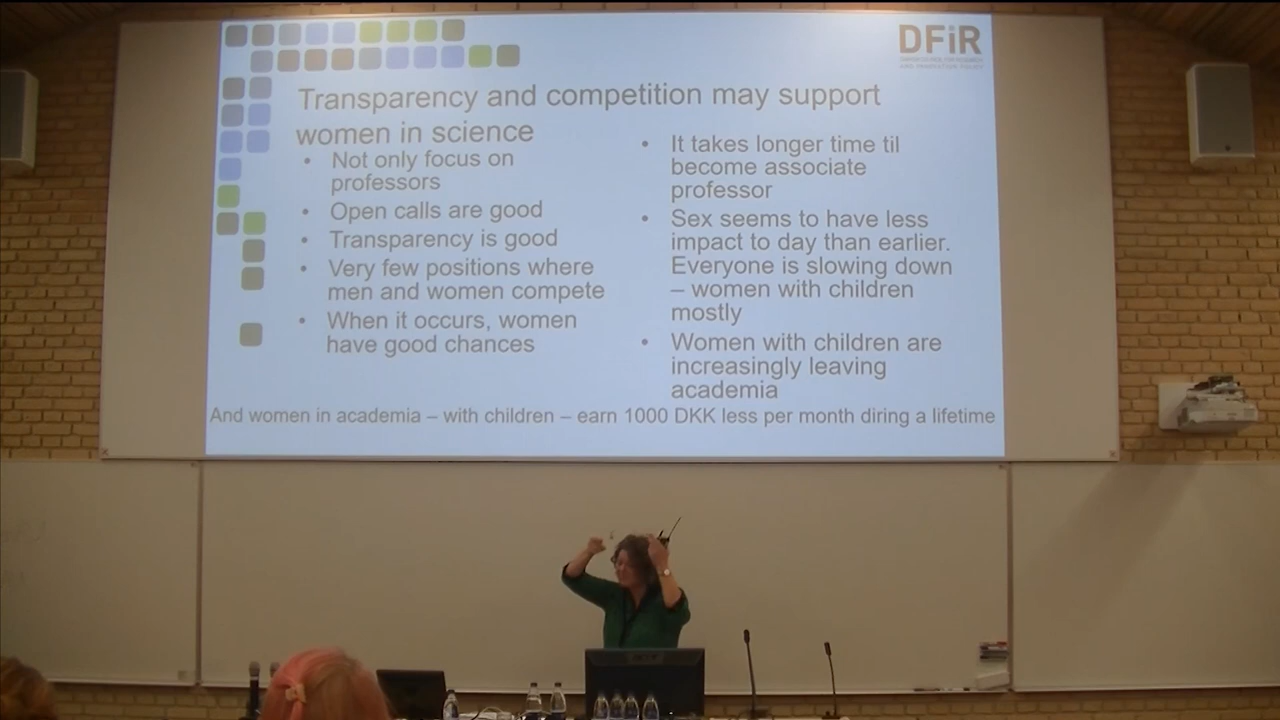 DFiR
Transparency and competition may support
women in science
• Not only focus on
professors
• Open calls are good
• Transparency is good
• Very few positions where
men and women compete
• When it occurs, women
have good chances
• It takes longer time til
become associate
professor
• Sex seems to have less
impact to day than earlier.
Everyone is slowing down
– women with children
mostly
• Women with children are
increasingly leaving
academia
And women in academia – with children – earn 1000 DKK less per month diring a lifetime
acer